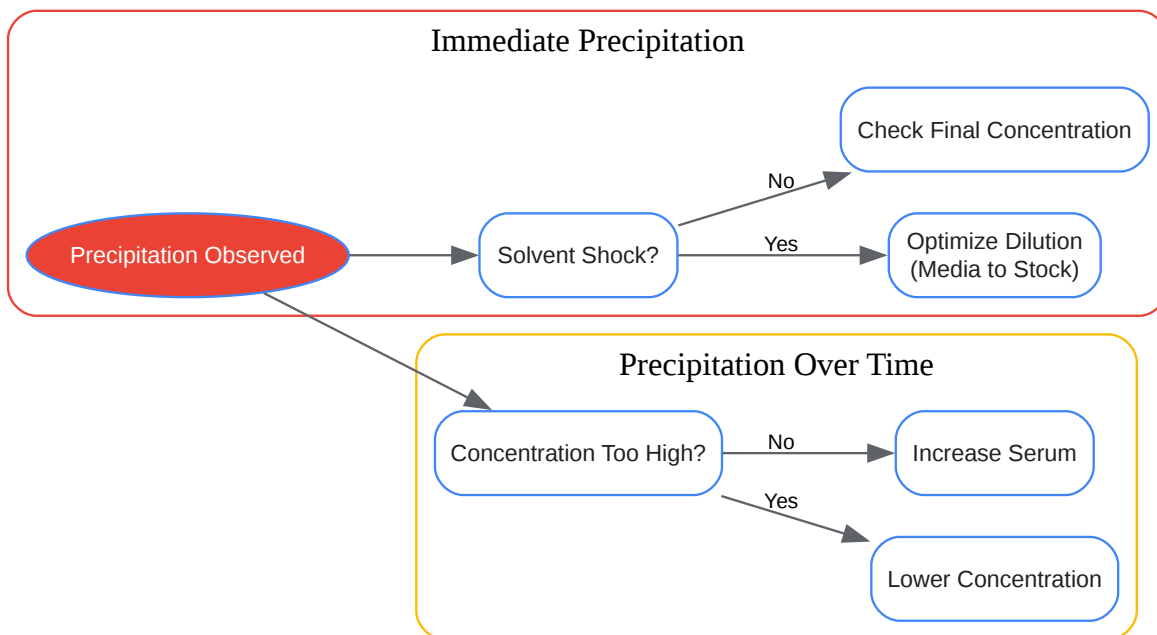 Immediate Precipitation
Check Final Concentration
No
Precipitation Observed
Solvent Shock?
Yes
Optimize Dilution
(Media to Stock)
Precipitation Over Time
Concentration Too High?
No
Increase Serum
Yes
Lower Concentration